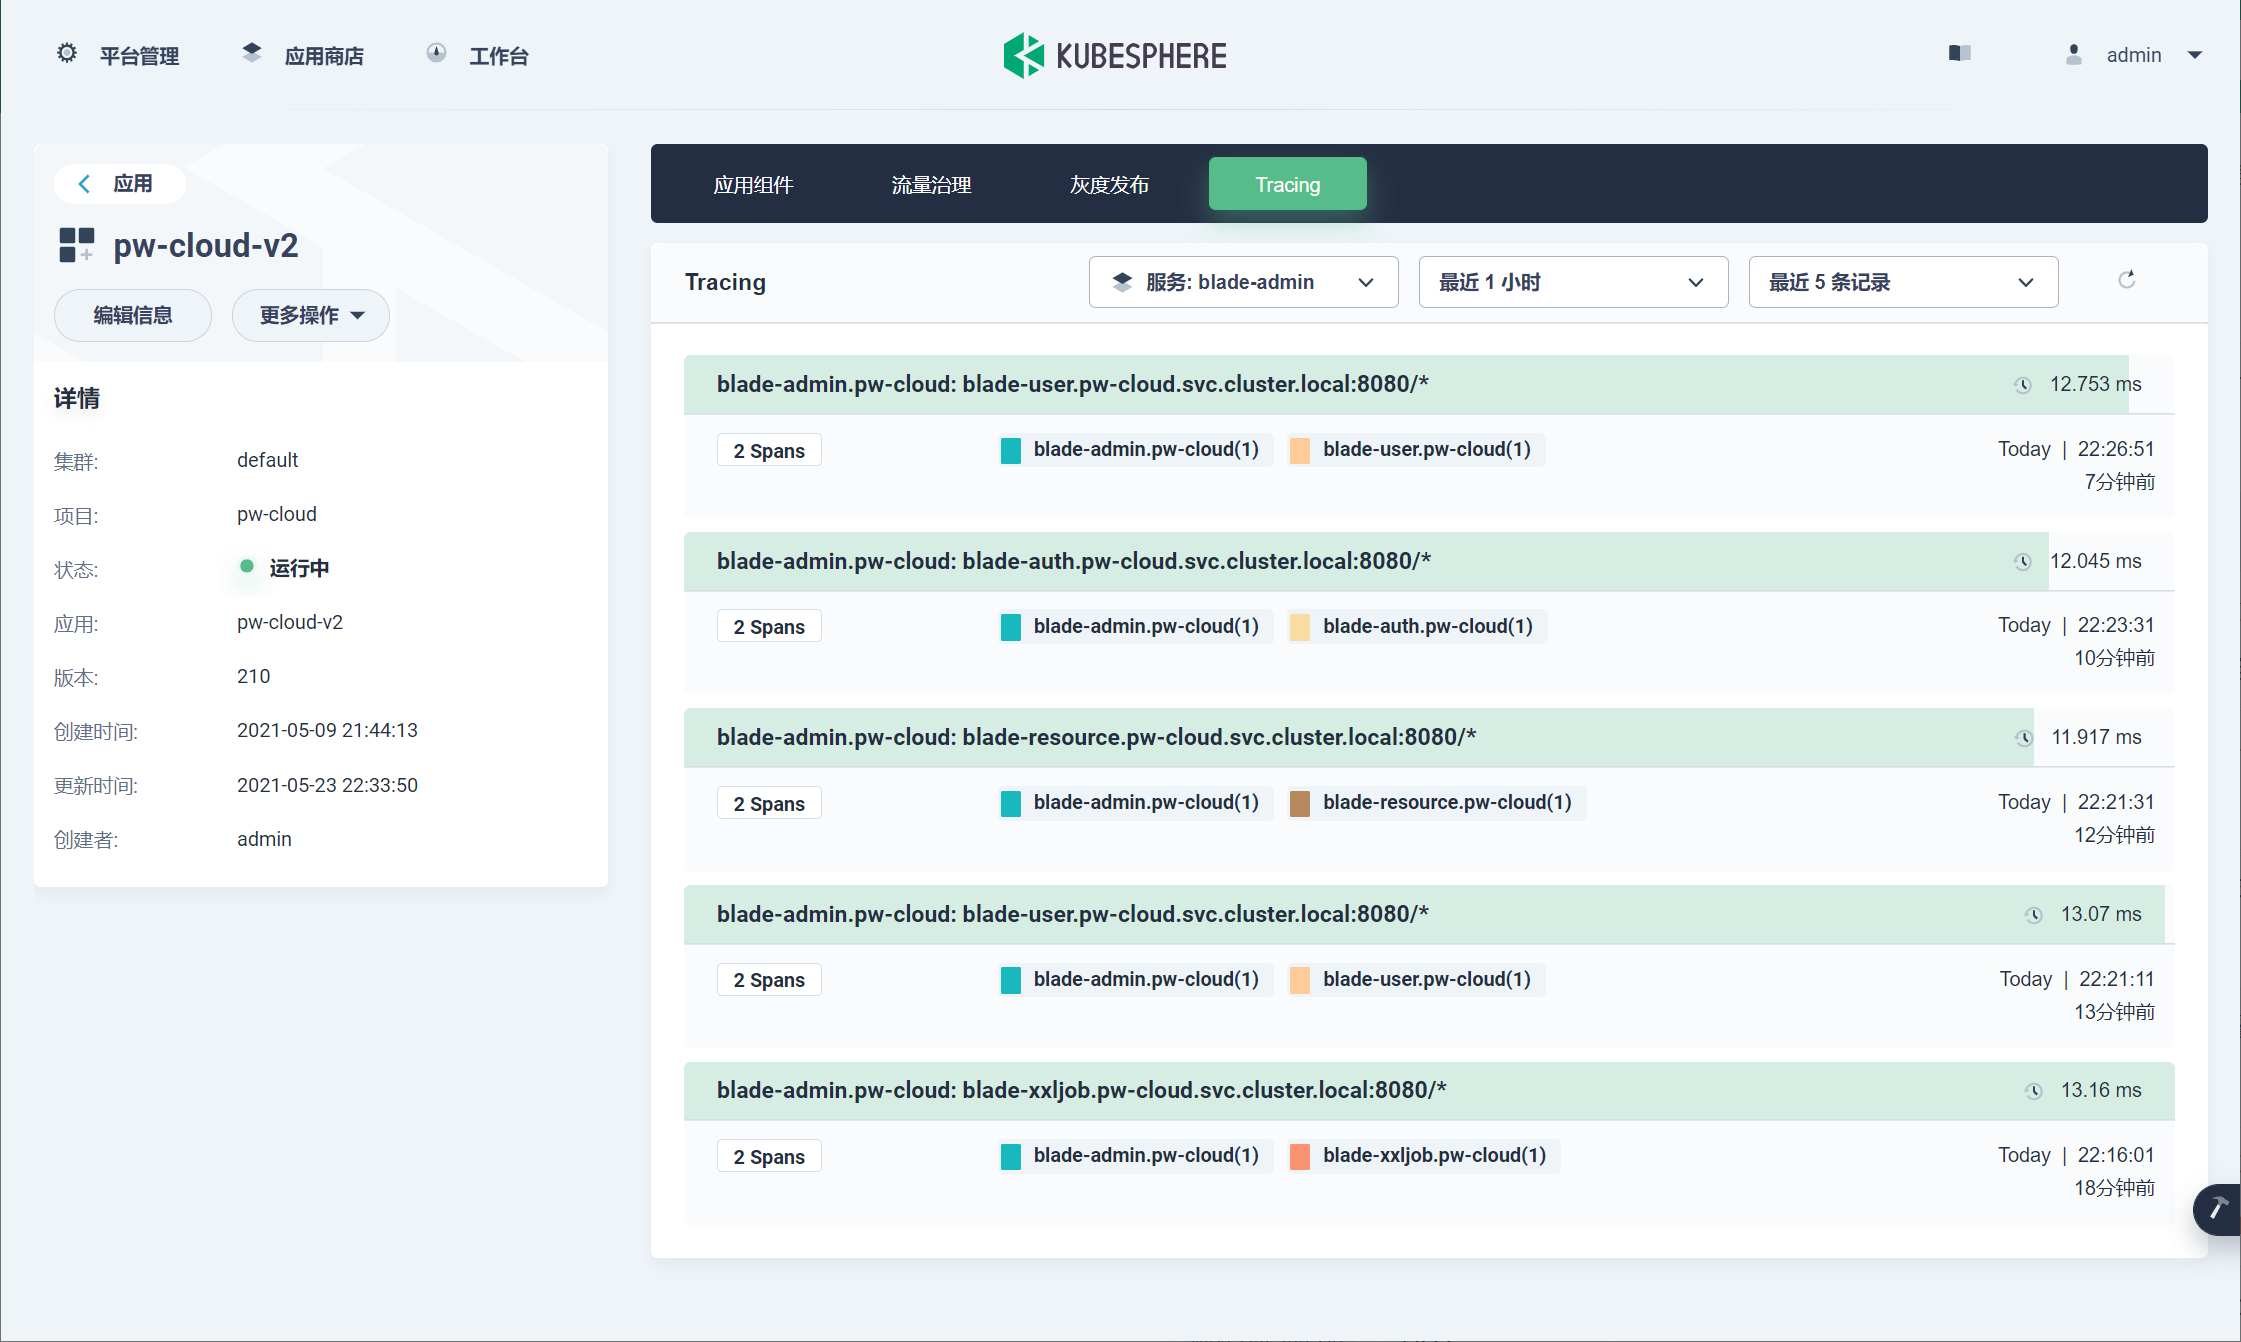 平台管理 应用商店 工作台 KUBESPHERE admin
应用
pw-cloud-v2
编辑信息 更多操作
详情
集群: default
项目: pw-cloud
状态: 运行中
应用: pw-cloud-v2
版本: 210
创建时间: 2021-05-09 21:44:13
更新时间: 2021-05-23 22:33:50
创建者: admin
应用组件 流量治理 灰度发布 Tracing
Tracing 服务: blade-admin 最近 1 小时 最近 5 条记录
blade-admin.pw-cloud: blade-user.pw-cloud.svc.cluster.local:8080/* 12.753 ms
2 Spans blade-admin.pw-cloud(1) blade-user.pw-cloud(1) Today | 22:26:51
7分钟前
blade-admin.pw-cloud: blade-auth.pw-cloud.svc.cluster.local:8080/* 12.045 ms
2 Spans blade-admin.pw-cloud(1) blade-auth.pw-cloud(1) Today | 22:23:31
10分钟前
blade-admin.pw-cloud: blade-resource.pw-cloud.svc.cluster.local:8080/* 11.917 ms
2 Spans blade-admin.pw-cloud(1) blade-resource.pw-cloud(1) Today | 22:21:31
12分钟前
blade-admin.pw-cloud: blade-user.pw-cloud.svc.cluster.local:8080/* 13.07 ms
2 Spans blade-admin.pw-cloud(1) blade-user.pw-cloud(1) Today | 22:21:11
13分钟前
blade-admin.pw-cloud: blade-xxljob.pw-cloud.svc.cluster.local:8080/* 13.16 ms
2 Spans blade-admin.pw-cloud(1) blade-xxljob.pw-cloud(1) Today | 22:16:01
18分钟前